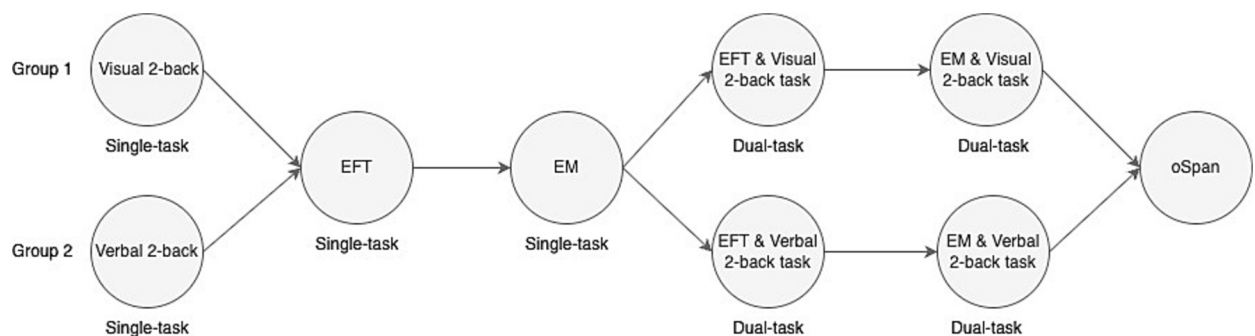 Group 1
Visual 2-back
Single-task
EFT
Single-task
EM
Single-task
EFT & Visual
2-back task
Dual-task
EM & Visual
2-back task
Dual-task
oSpan
Group 2
Verbal 2-back
Single-task
EFT & Verbal
2-back task
Dual-task
EM & Verbal
2-back task
Dual-task